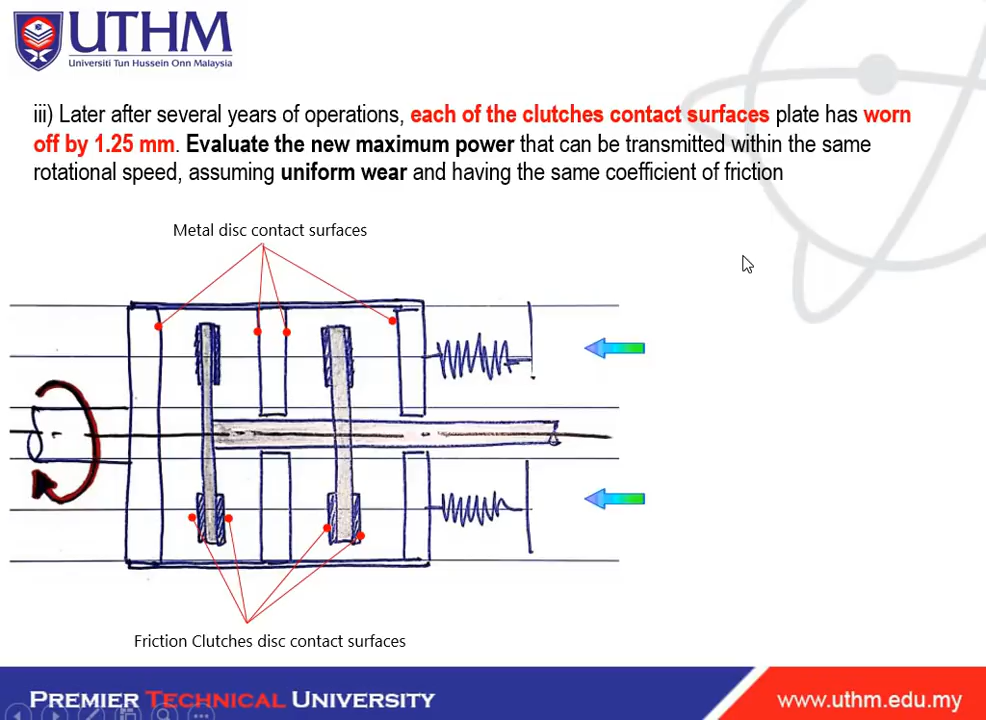 UTHM
Universiti Tun Hussein Onn Malaysia
iii) Later after several years of operations, each of the clutches contact surfaces plate has worn
off by 1.25 mm. Evaluate the new maximum power that can be transmitted within the same
rotational speed, assuming uniform wear and having the same coefficient of friction
Metal disc contact surfaces
Friction Clutches disc contact surfaces
PREMIER TECHNICAL UNIVERSITY
www.uthm.edu.my